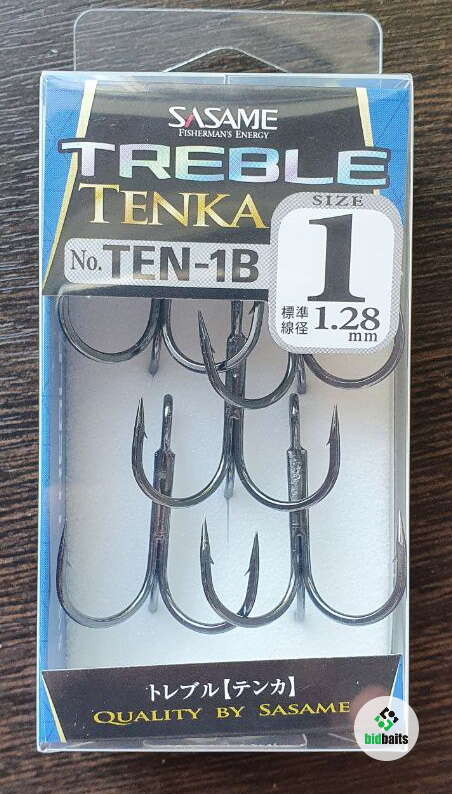 SASAME
FISHERMAN'S ENERGY
TREBLE
TENKA
No. TEN-1B
SIZE
1
標準
線径 1.28
mm
トレブル【テンカ】
QUALITY BY SASAME
bidbaits